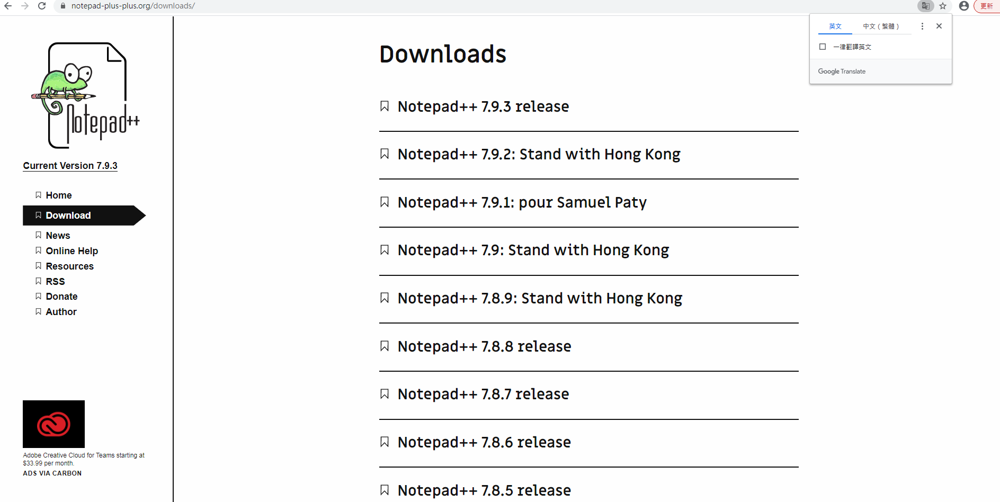 notepad-plus-plus.org/downloads/
更新
英文
中文（繁體）
一律翻譯英文
Google Translate
Notepad++
Current Version 7.9.3
Home
Download
News
Online Help
Resources
RSS
Donate
Author
Adobe Creative Cloud for Teams starting at
$33.99 per month.
ADS VIA CARBON
Downloads
Notepad++ 7.9.3 release
Notepad++ 7.9.2: Stand with Hong Kong
Notepad++ 7.9.1: pour Samuel Paty
Notepad++ 7.9: Stand with Hong Kong
Notepad++ 7.8.9: Stand with Hong Kong
Notepad++ 7.8.8 release
Notepad++ 7.8.7 release
Notepad++ 7.8.6 release
Notepad++ 7.8.5 release